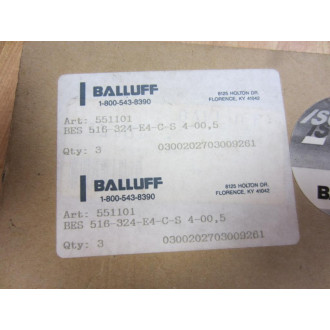 BALLUFF
1-800-543-8390
8125 HOLTON DR.
FLORENCE, KY 41042
Art: 551101
BES 516-324-E4-C-S 4-00,5
Qty: 3 0300202703009261
BALLUFF
1-800-543-8390
8125 HOLTON DR.
FLORENCE, KY 41042
Art: 551101
BES 516-324-E4-C-S 4-00,5
Qty: 3 0300202703009261